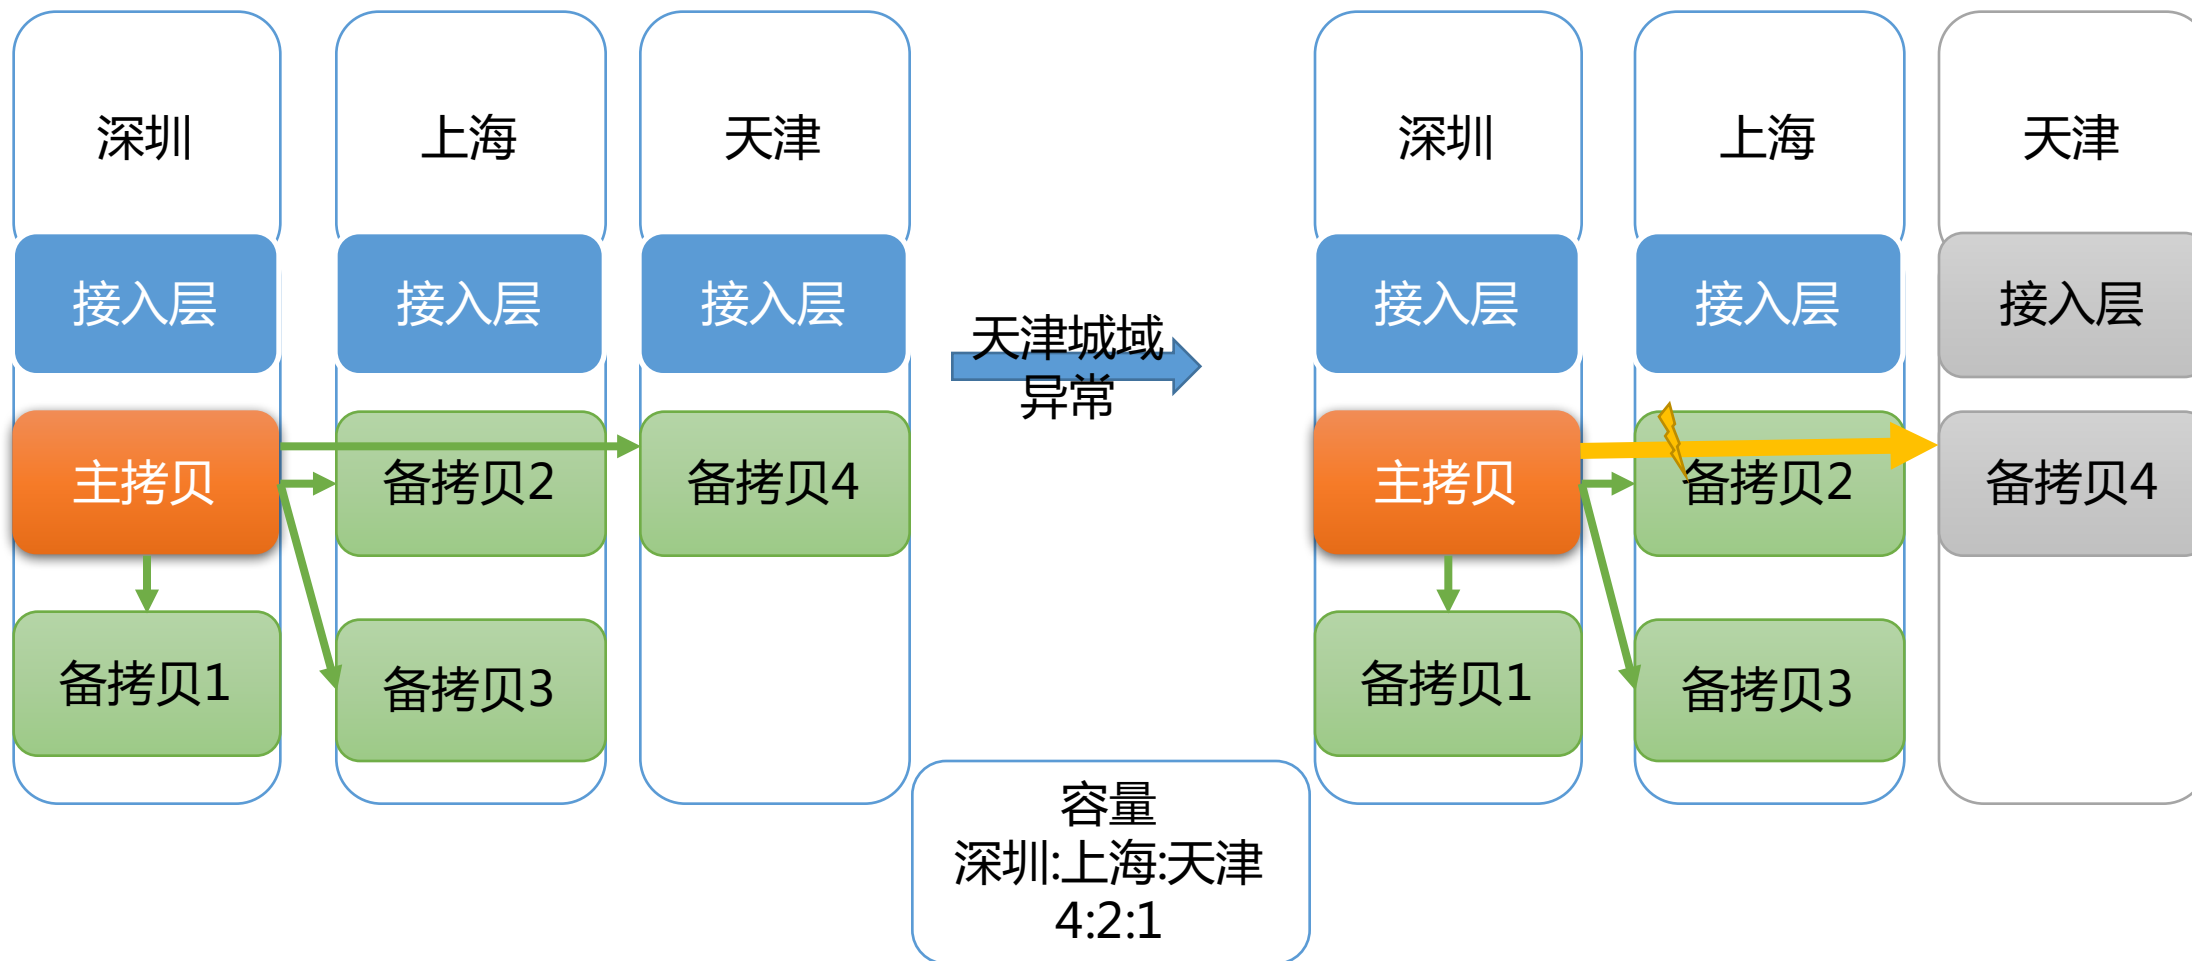 深圳
上海
天津
接入层
接入层
接入层
主拷贝
备拷贝2
备拷贝4
备拷贝1
备拷贝3
天津城域
异常
深圳
上海
天津
接入层
接入层
接入层
主拷贝
备拷贝2
备拷贝4
备拷贝1
备拷贝3
容量
深圳:上海:天津
4:2:1